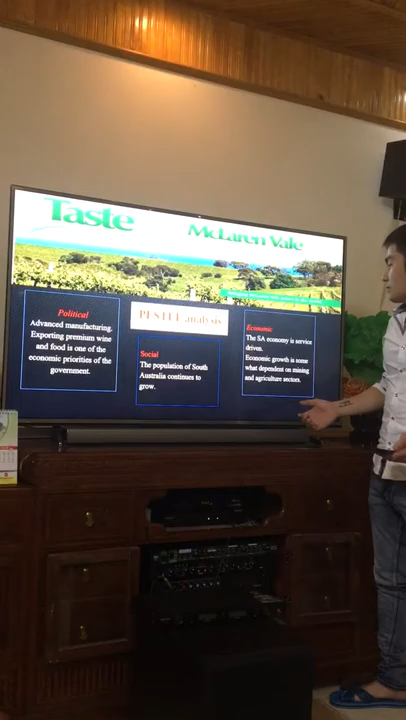 Taste
McLaren Vale
PESTLE analysis
Political
Advanced manufacturing.
Exporting premium wine
and food is one of the
economic priorities of the
government.
Social
The population of South
Australia continues to
grow.
Economic
The SA economy is service
driven.
Economic growth is some
what dependent on mining
and agriculture sectors.